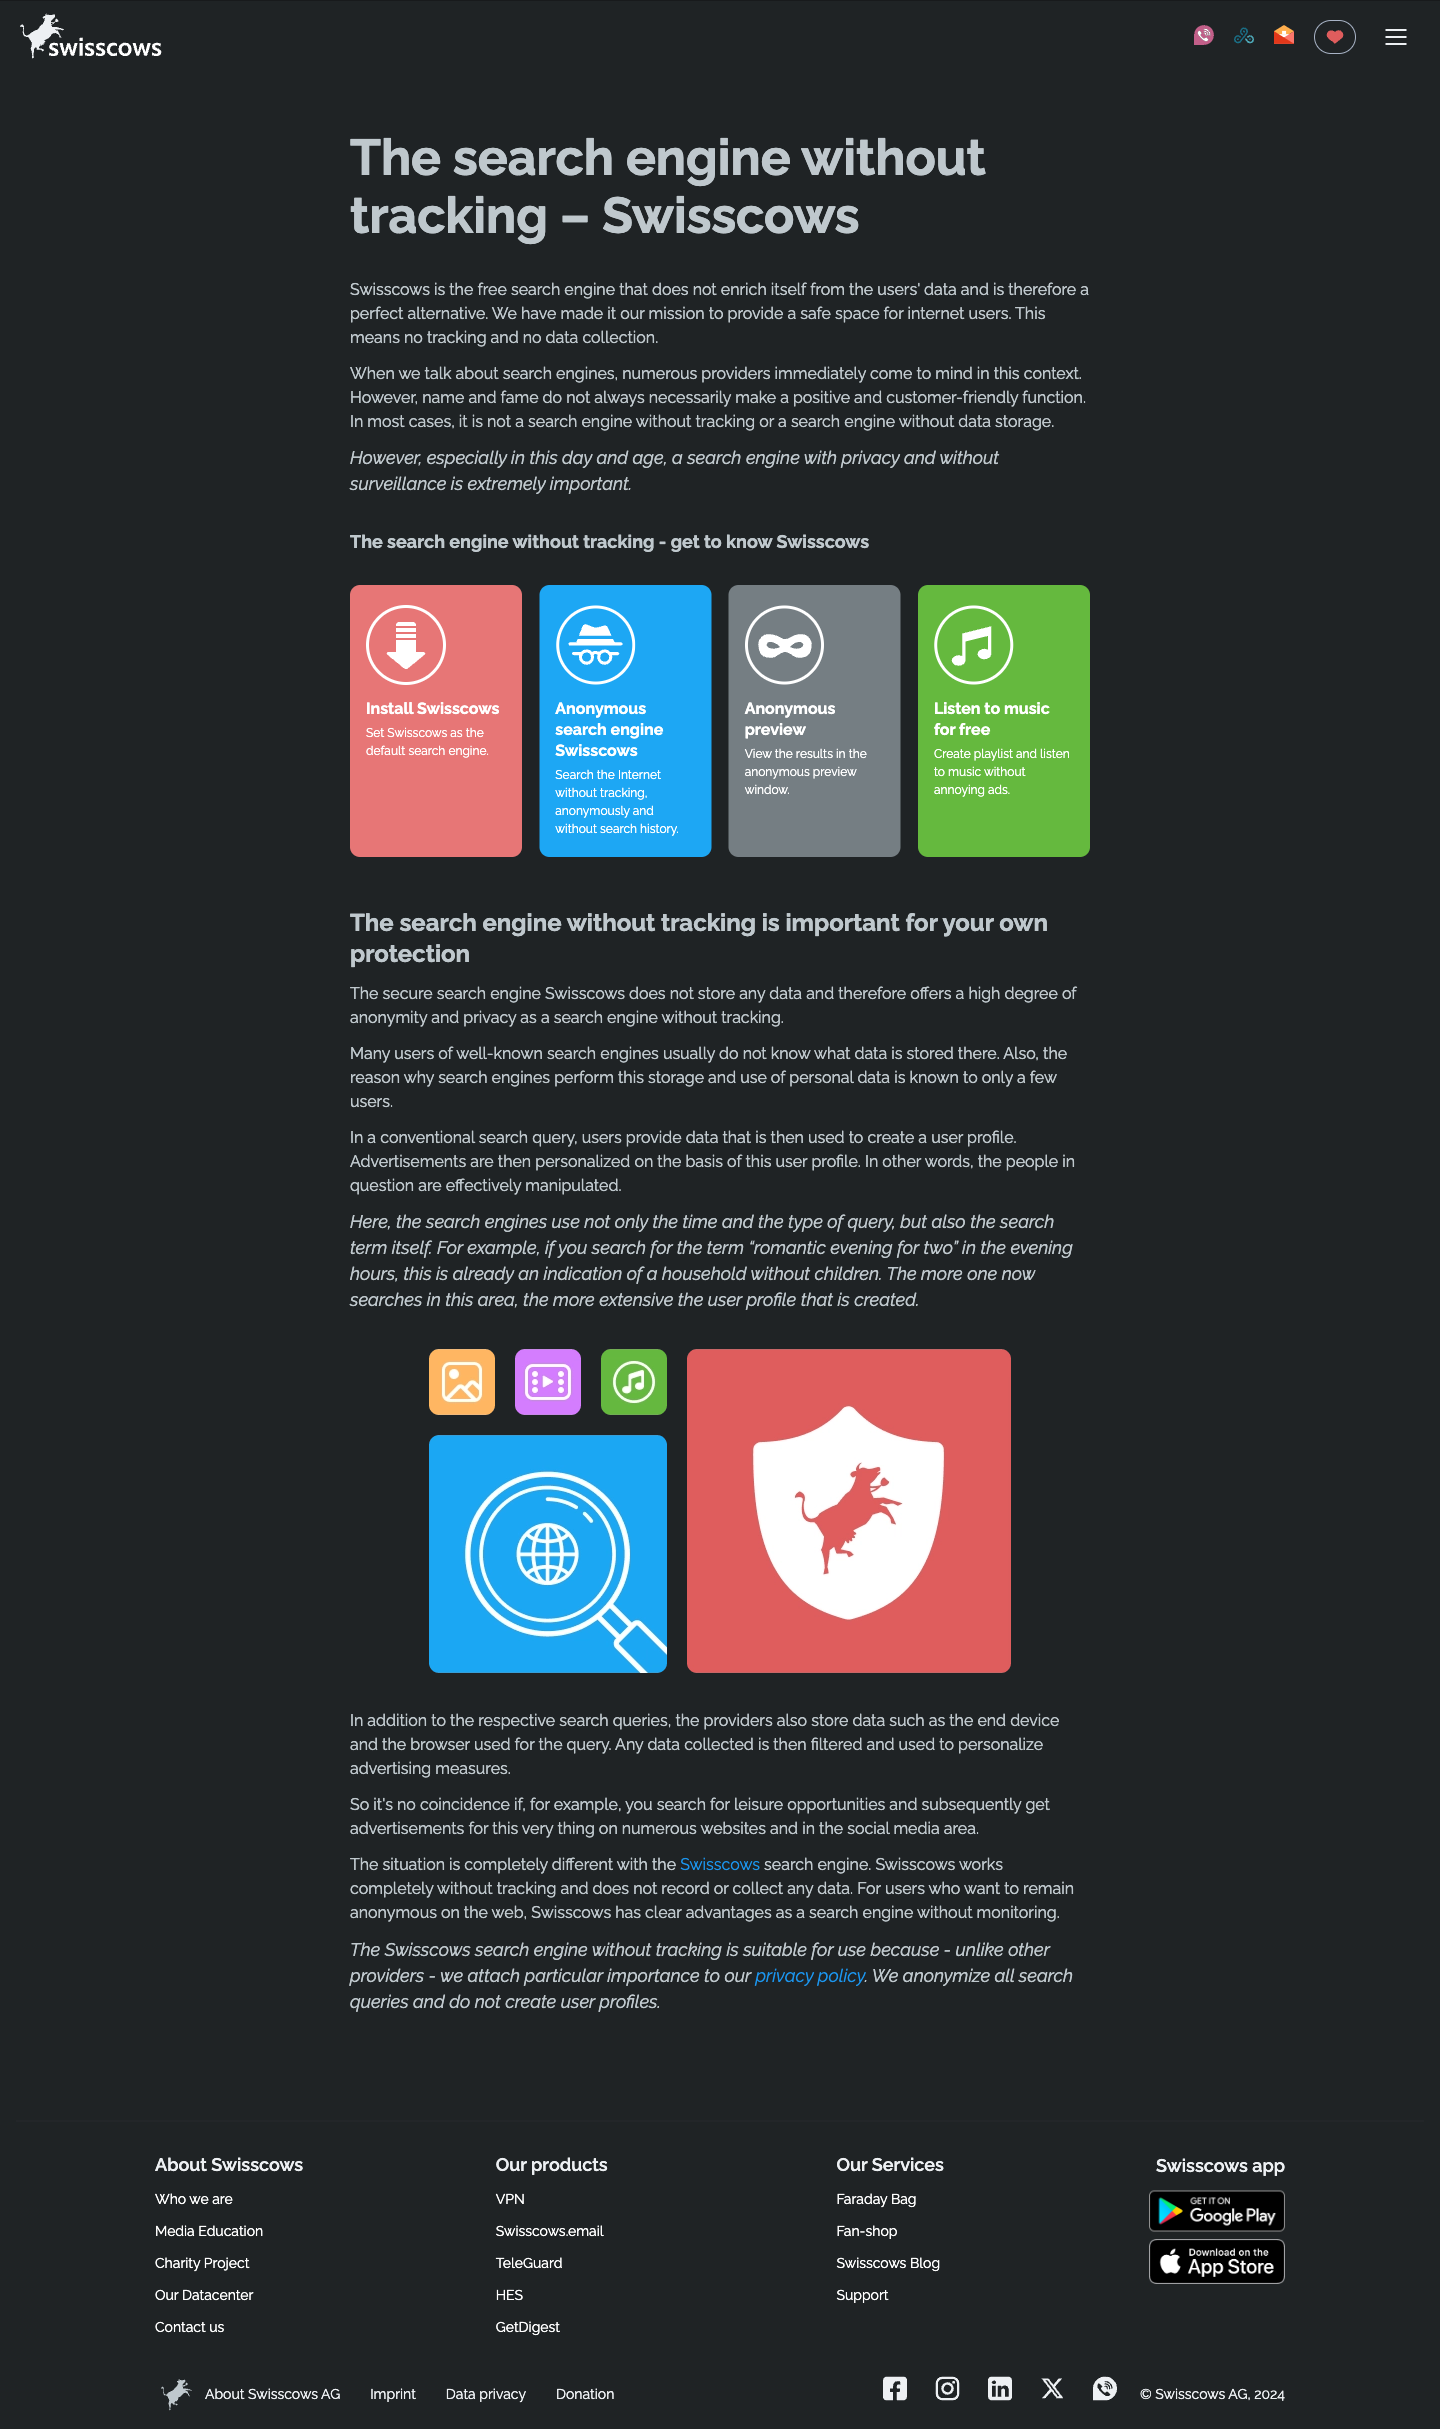 swisscows
The search engine without
tracking – Swisscows
Swisscows is the free search engine that does not enrich itself from the users' data and is therefore a
perfect alternative. We have made it our mission to provide a safe space for internet users. This
means no tracking and no data collection.
When we talk about search engines, numerous providers immediately come to mind in this context.
However, name and fame do not always necessarily make a positive and customer-friendly function.
In most cases, it is not a search engine without tracking or a search engine without data storage.
However, especially in this day and age, a search engine with privacy and without
surveillance is extremely important.
The search engine without tracking - get to know Swisscows
Install Swisscows
Set Swisscows as the
default search engine.
Anonymous
search engine
Swisscows
Search the Internet
without tracking,
anonymously and
without search history.
Anonymous
preview
View the results in the
anonymous preview
window.
Listen to music
for free
Create playlist and listen
to music without
annoying ads.
The search engine without tracking is important for your own
protection
The secure search engine Swisscows does not store any data and therefore offers a high degree of
anonymity and privacy as a search engine without tracking.
Many users of well-known search engines usually do not know what data is stored there. Also, the
reason why search engines perform this storage and use of personal data is known to only a few
users.
In a conventional search query, users provide data that is then used to create a user profile.
Advertisements are then personalized on the basis of this user profile. In other words, the people in
question are effectively manipulated.
Here, the search engines use not only the time and the type of query, but also the search
term itself. For example, if you search for the term “romantic evening for two” in the evening
hours, this is already an indication of a household without children. The more one now
searches in this area, the more extensive the user profile that is created.
In addition to the respective search queries, the providers also store data such as the end device
and the browser used for the query. Any data collected is then filtered and used to personalize
advertising measures.
So it's no coincidence if, for example, you search for leisure opportunities and subsequently get
advertisements for this very thing on numerous websites and in the social media area.
The situation is completely different with the Swisscows search engine. Swisscows works
completely without tracking and does not record or collect any data. For users who want to remain
anonymous on the web, Swisscows has clear advantages as a search engine without monitoring.
The Swisscows search engine without tracking is suitable for use because - unlike other
providers - we attach particular importance to our privacy policy. We anonymize all search
queries and do not create user profiles.
About Swisscows
Who we are
Media Education
Charity Project
Our Datacenter
Contact us
Our products
VPN
Swisscows.email
TeleGuard
HES
GetDigest
Our Services
Faraday Bag
Fan-shop
Swisscows Blog
Support
Swisscows app
GET IT ON
Google Play
Download on the
App Store
About Swisscows AG Imprint Data privacy Donation
© Swisscows AG, 2024